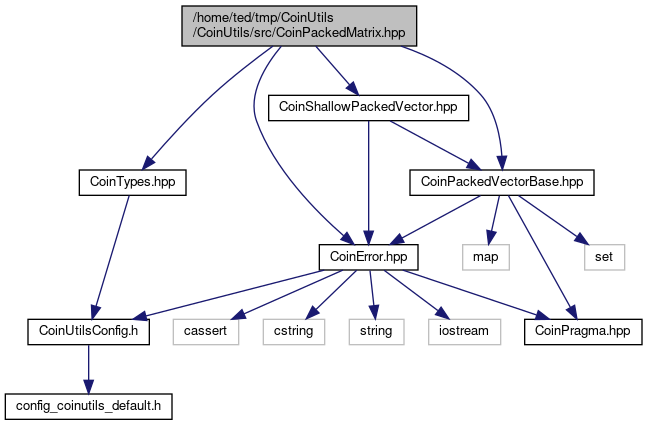 /home/ted/tmp/CoinUtils
/CoinUtils/src/CoinPackedMatrix.hpp
CoinShallowPackedVector.hpp
CoinTypes.hpp
CoinPackedVectorBase.hpp
CoinError.hpp
map
set
CoinUtilsConfig.h
cassert
cstring
string
iostream
CoinPragma.hpp
config_coinutils_default.h